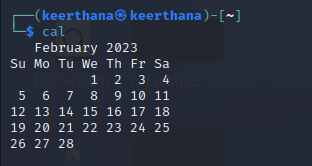 ┌──(keerthana㉿keerthana)-[~]
└─$ cal
   February 2023
Su Mo Tu We Th Fr Sa
          1  2  3  4
 5  6  7  8  9 10 11
12 13 14 15 16 17 18
19 20 21 22 23 24 25
26 27 28